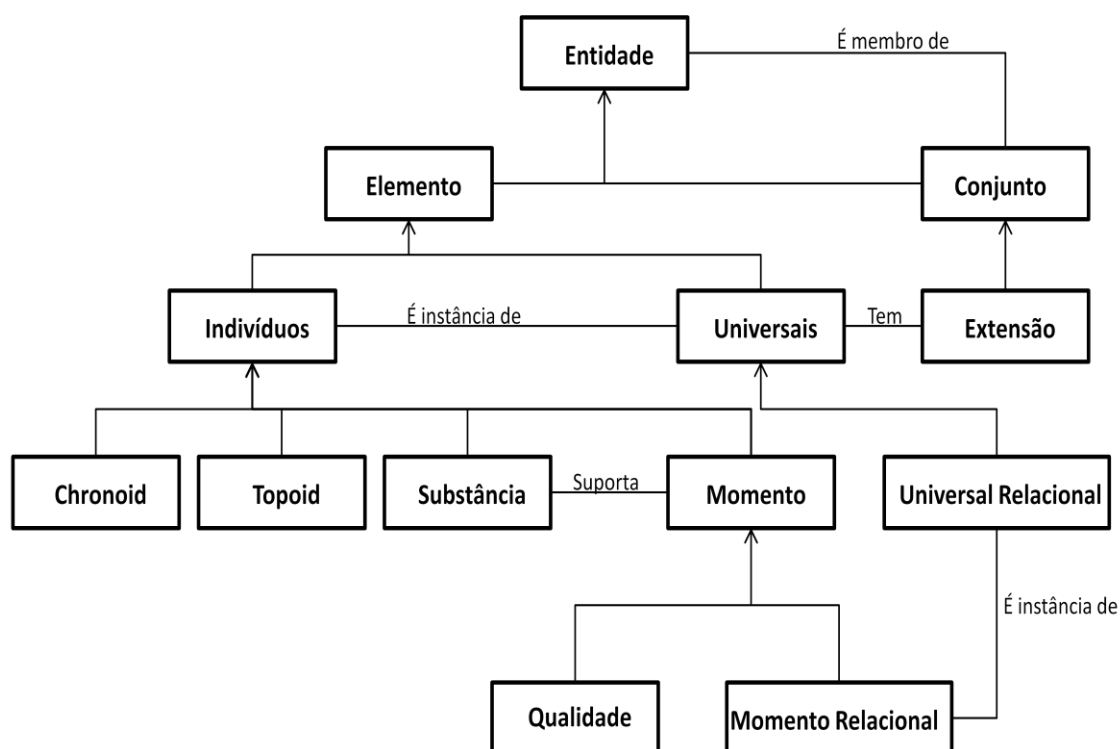 Entidade
É membro de
Elemento
Conjunto
Indivíduos
É instância de
Universais
Tem
Extensão
Chronoid
Topoid
Substância
Suporta
Momento
Universal Relacional
É instância de
Qualidade
Momento Relacional